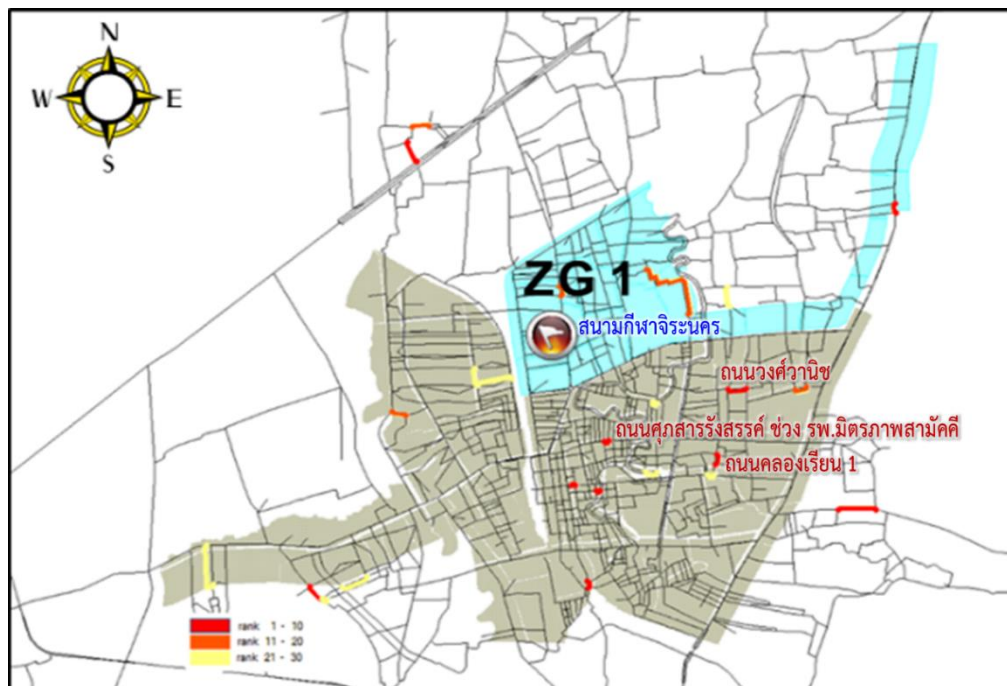 N
W E
S
ZG 1
สนามกีฬาจิระนคร
ถนนวงศ์วานิช
ถนนศุภสารรังสรรค์ ช่วง รพ.มิตรภาพสามัคคี
ถนนคลองเรียน 1
rank 1 - 10
rank 11 - 20
rank 21 - 30